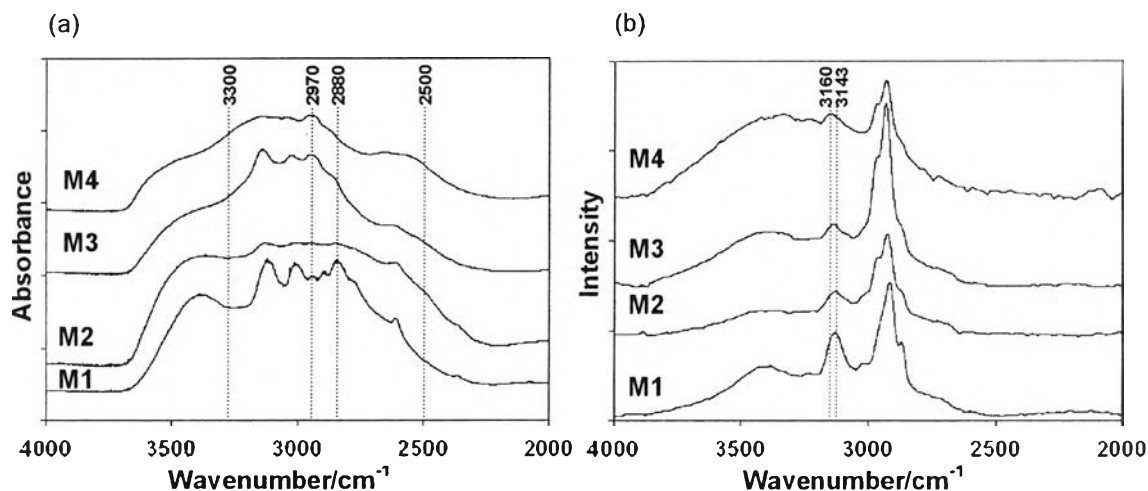 (a)
3300
2970
2880
2500
M4
M3
M2
M1
Absorbance
4000
3500
3000
2500
2000
Wavenumber/cm-1
(b)
3160
3143
M4
M3
M2
M1
Intensity
4000
3500
3000
2500
2000
Wavenumber/cm-1